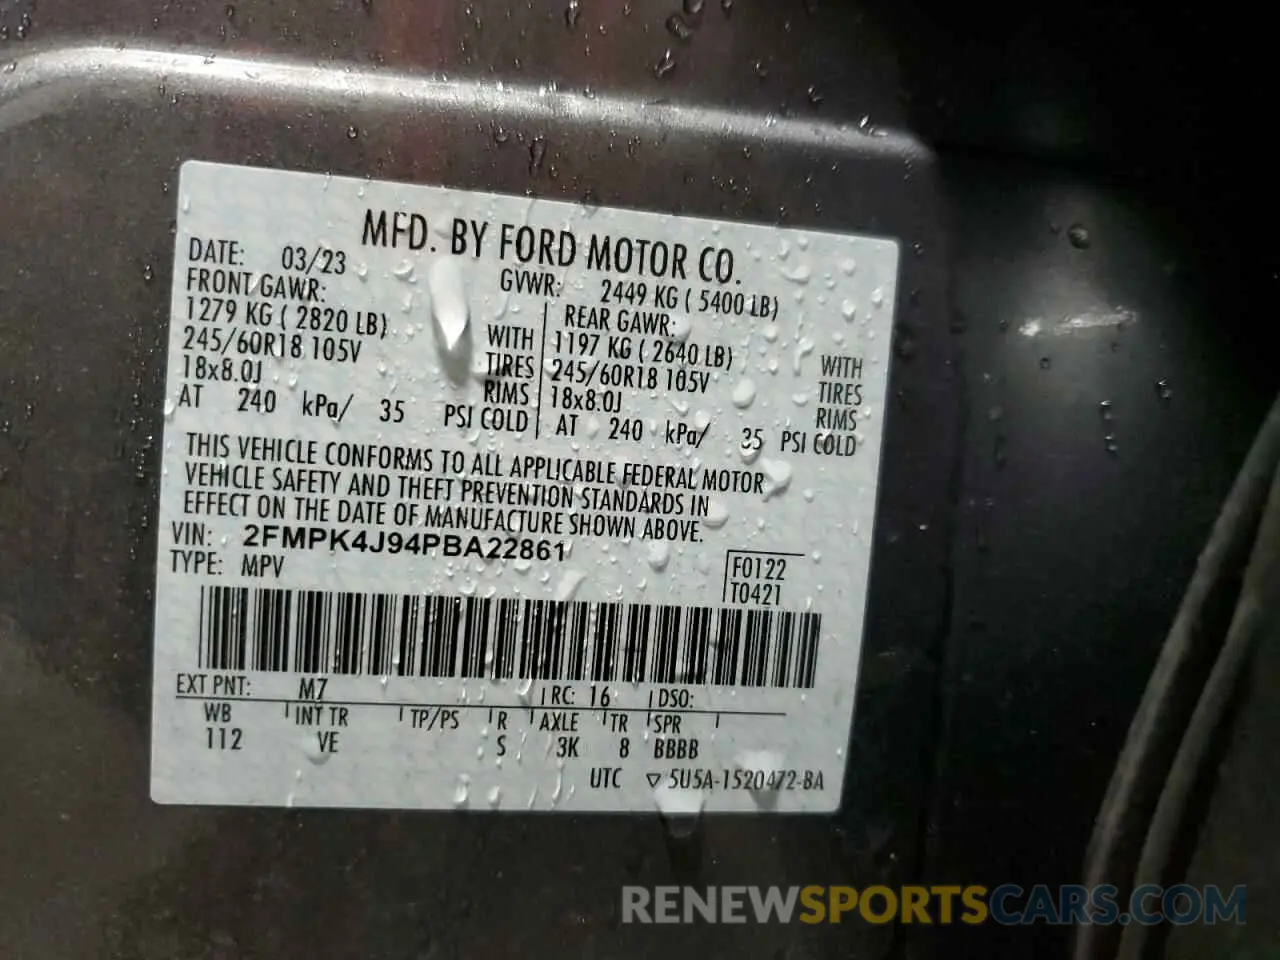 MFD. BY FORD MOTOR CO.
DATE: 03/23 GVWR: 2449 KG ( 5400 LB)
FRONT GAWR: REAR GAWR:
1279 KG ( 2820 LB) WITH 1197 KG ( 2640 LB) WITH
245/60R18 105V TIRES 245/60R18 105V TIRES
18x8.0J RIMS 18x8.0J RIMS
AT 240 kPa/ 35 PSI COLD AT 240 kPa/ 35 PSI COLD
THIS VEHICLE CONFORMS TO ALL APPLICABLE FEDERAL MOTOR
VEHICLE SAFETY AND THEFT PREVENTION STANDARDS IN
EFFECT ON THE DATE OF MANUFACTURE SHOWN ABOVE.
VIN: 2FMPK4J94PBA22861
TYPE: MPV F0122
T0421
EXT PNT: M7 RC: 16 DSO:
WB INT TR TP/PS R AXLE TR SPR
112 VE S 3K 8 BBBB
UTC ▽ 5U5A-1520472-BA
RENEWSPORTSCARS.COM